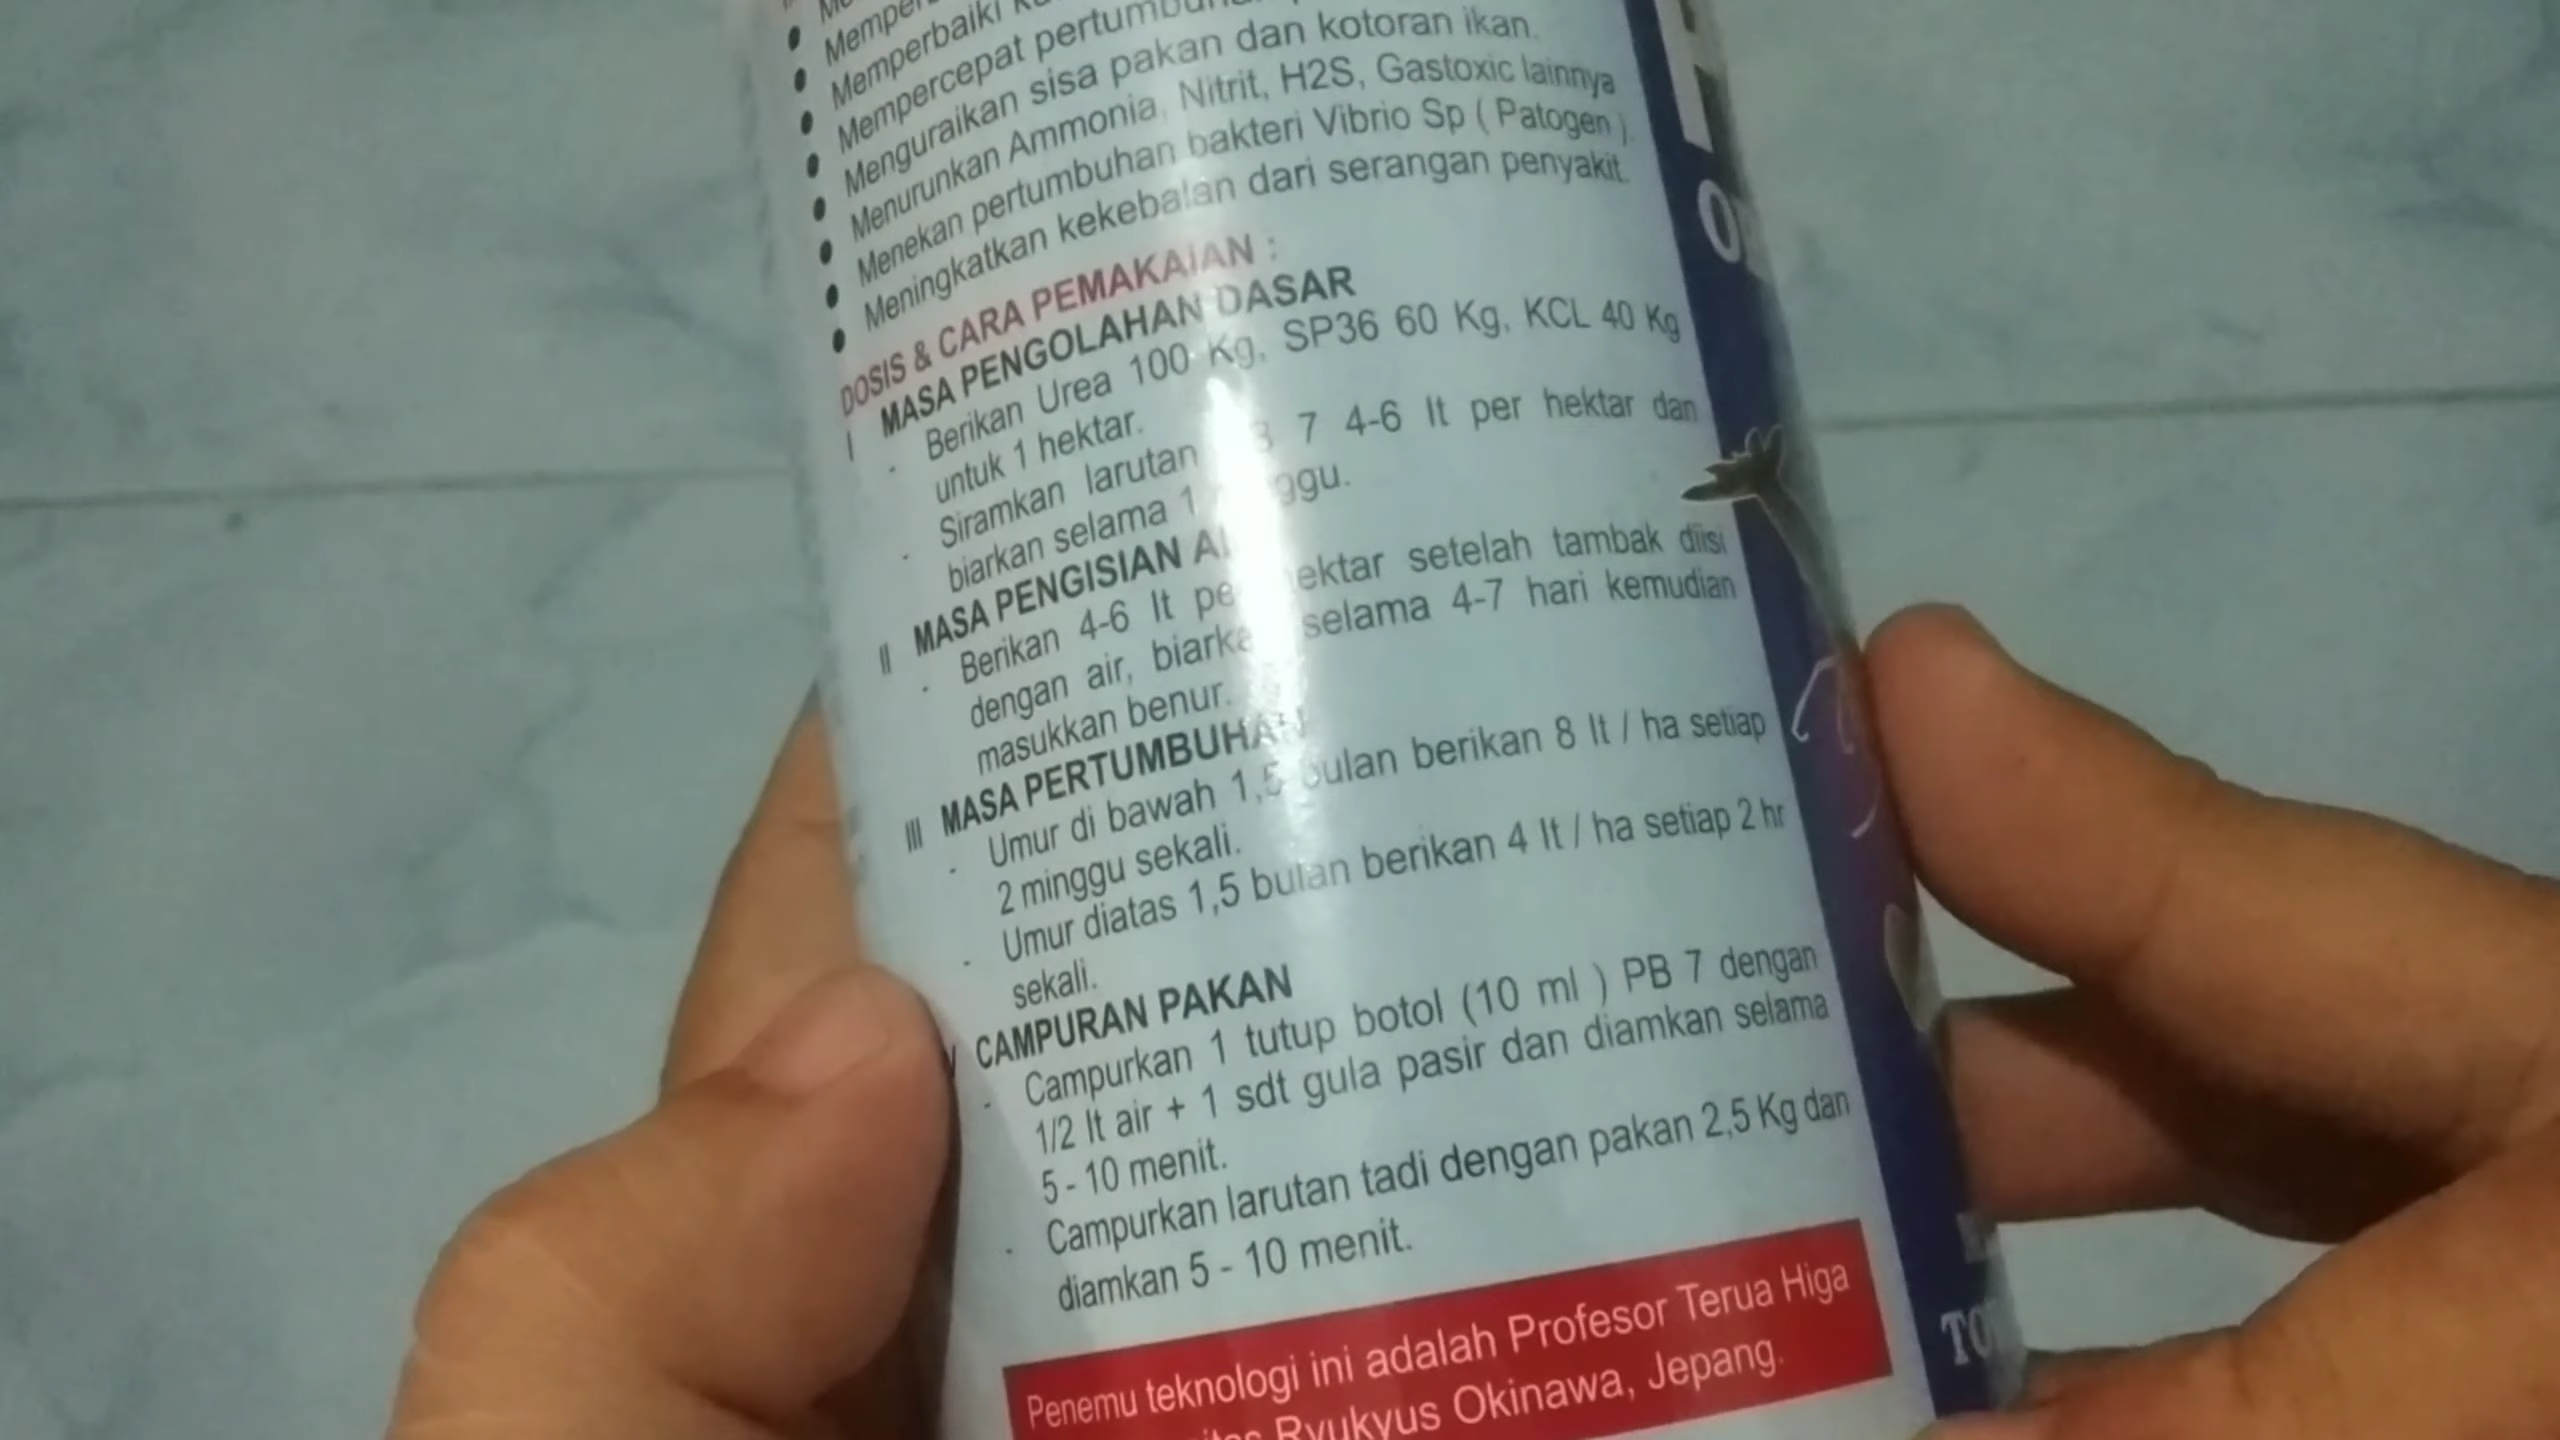 Memperbaiki
Mempercepat
Menguraikan sisa pakan dan kotoran ikan.
Menurunkan Ammonia, Nitrit, H2S, Gastoxic lainnya
Menekan pertumbuhan bakteri Vibrio Sp ( Patogen ).
Meningkatkan kekebalan dari serangan penyakit.
DOSIS & CARA PEMAKAIAN :
I MASA PENGOLAHAN DASAR
- Berikan Urea 100 Kg, SP36 60 Kg, KCL 40 Kg
untuk 1 hektar.
- Siramkan larutan 7 4-6 lt per hektar dan
biarkan selama 1
II MASA PENGISIAN
- Berikan 4-6 lt setelah tambak diisi
dengan air, selama 4-7 hari kemudian
masukkan benur.
III MASA PERTUMBUHAN
- Umur di bawah 1,5 bulan berikan 8 lt / ha setiap
2 minggu sekali.
- Umur diatas 1,5 bulan berikan 4 lt / ha setiap 2 hr
sekali.
CAMPURAN PAKAN
- Campurkan 1 tutup botol (10 ml ) PB 7 dengan
1/2 lt air + 1 sdt gula pasir dan diamkan selama
5 - 10 menit.
- Campurkan larutan tadi dengan pakan 2,5 Kg dan
diamkan 5 - 10 menit.
Penemu teknologi ini adalah Profesor Terua Higa
Ryukyus Okinawa, Jepang.